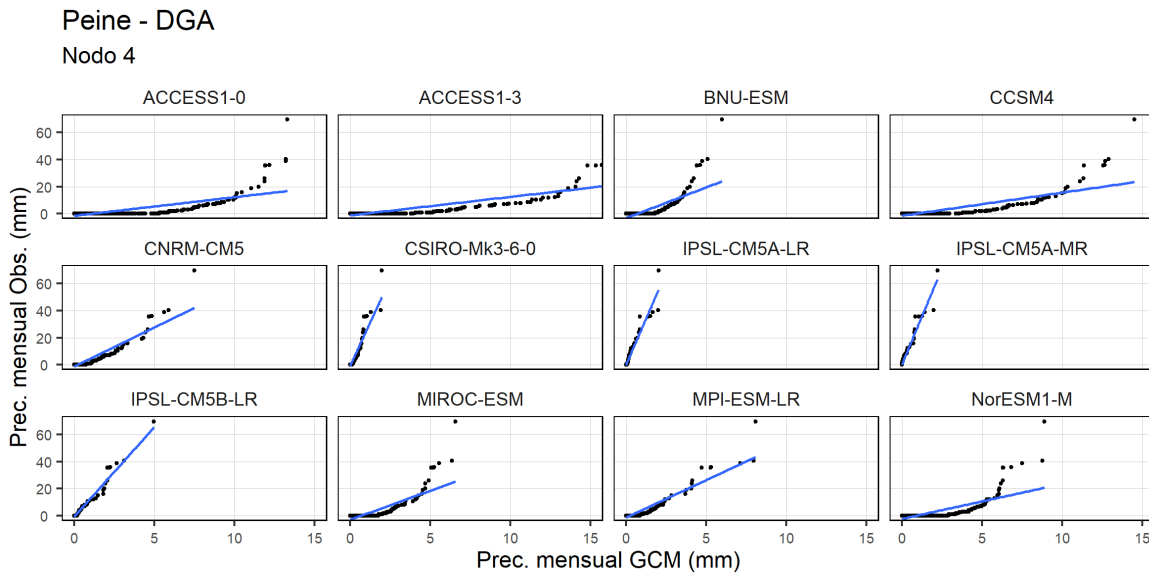 Peine - DGA
Nodo 4
ACCESS1-0 ACCESS1-3 BNU-ESM CCSM4
60
40
20
0
CNRM-CM5 CSIRO-Mk3-6-0 IPSL-CM5A-LR IPSL-CM5A-MR
60
40
20
0
IPSL-CM5B-LR MIROC-ESM MPI-ESM-LR NorESM1-M
60
40
20
0
0 5 10 15 0 5 10 15 0 5 10 15 0 5 10 15
Prec. mensual GCM (mm)
Prec. mensual Obs. (mm)